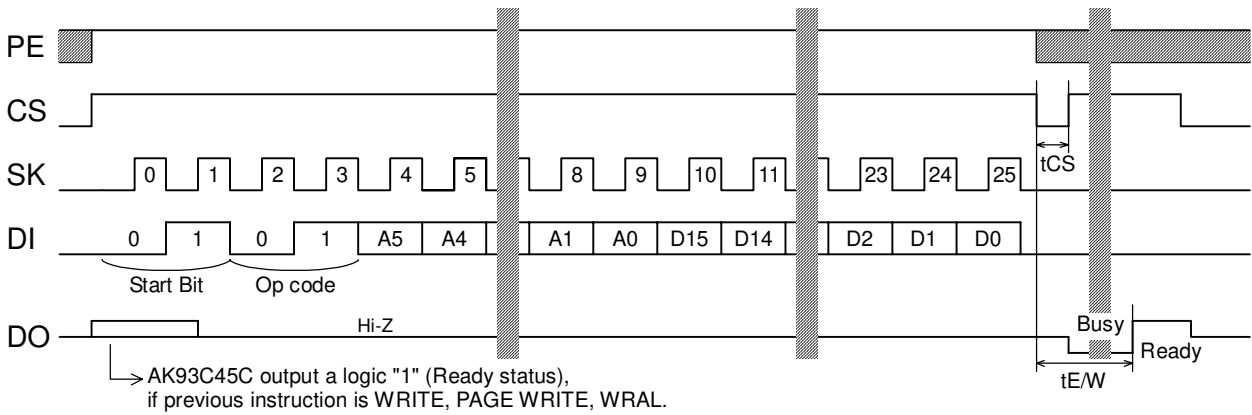 PE
CS
tCS
SK 0 1 2 3 4 5 8 9 10 11 23 24 25
DI 0 1 0 1 A5 A4 A1 A0 D15 D14 D2 D1 D0
Start Bit Op code
DO Hi-Z Busy Ready
tE/W
AK93C45C output a logic "1" (Ready status),
if previous instruction is WRITE, PAGE WRITE, WRAL.